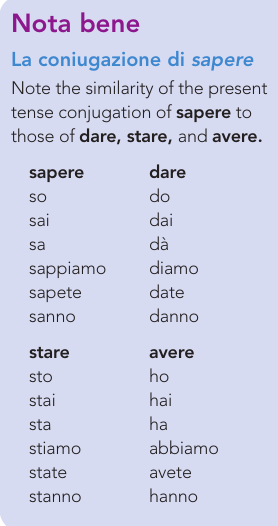 Nota bene
La coniugazione di sapere
Note the similarity of the present
tense conjugation of sapere to
those of dare, stare, and avere.
sapere dare
so do
sai dai
sa dà
sappiamo diamo
sapete date
sanno danno
stare avere
sto ho
stai hai
sta ha
stiamo abbiamo
state avete
stanno hanno